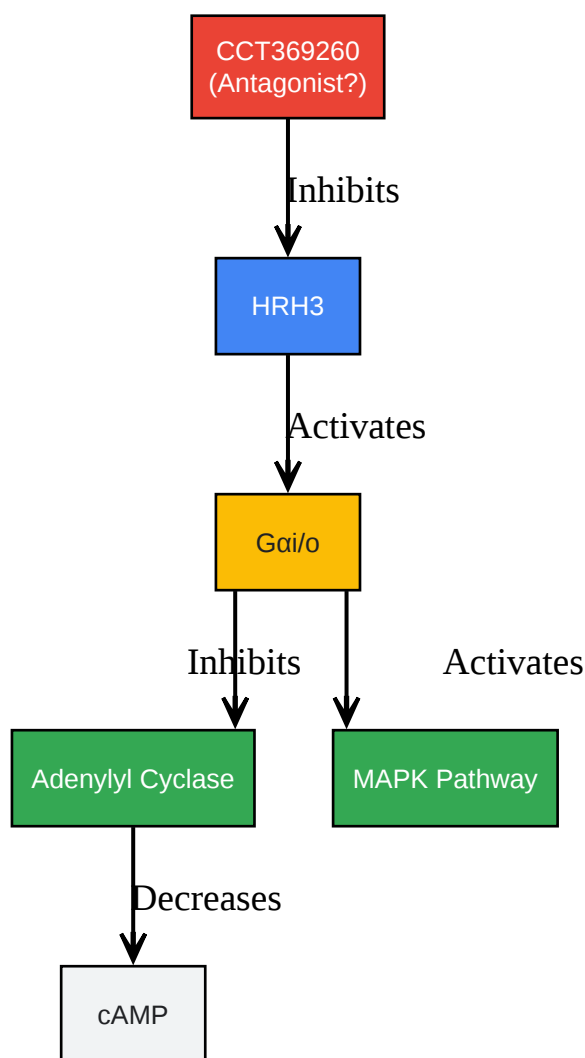 CCT369260
(Antagonist?)
Inhibits
HRH3
Activates
Gαi/o
Inhibits
Activates
Adenylyl Cyclase
MAPK Pathway
Decreases
cAMP